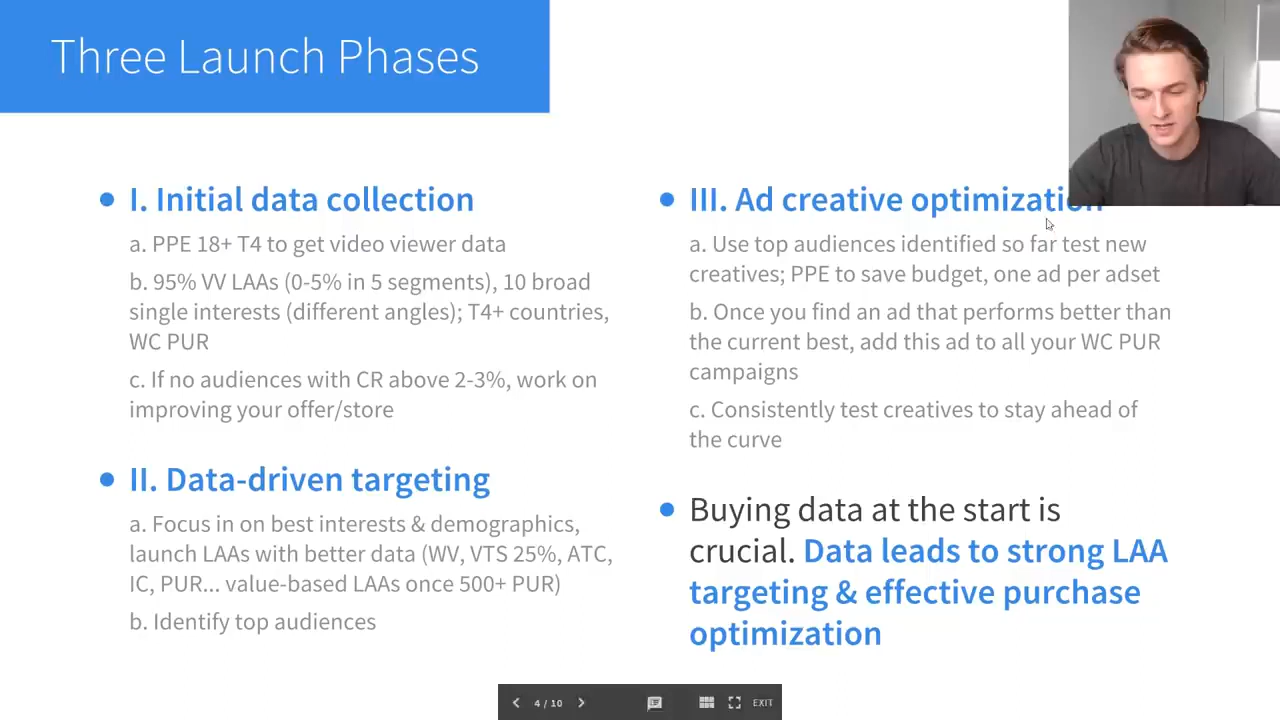 Three Launch Phases
I. Initial data collection
a. PPE 18+ T4 to get video viewer data
b. 95% VV LAAs (0-5% in 5 segments), 10 broad
single interests (different angles); T4+ countries,
WC PUR
c. If no audiences with CR above 2-3%, work on
improving your offer/store
II. Data-driven targeting
a. Focus in on best interests & demographics,
launch LAAs with better data (WV, VTS 25%, ATC,
IC, PUR... value-based LAAs once 500+ PUR)
b. Identify top audiences
III. Ad creative optimization
a. Use top audiences identified so far test new
creatives; PPE to save budget, one ad per adset
b. Once you find an ad that performs better than
the current best, add this ad to all your WC PUR
campaigns
c. Consistently test creatives to stay ahead of
the curve
Buying data at the start is
crucial. Data leads to strong LAA
targeting & effective purchase
optimization
4 / 10
EXIT